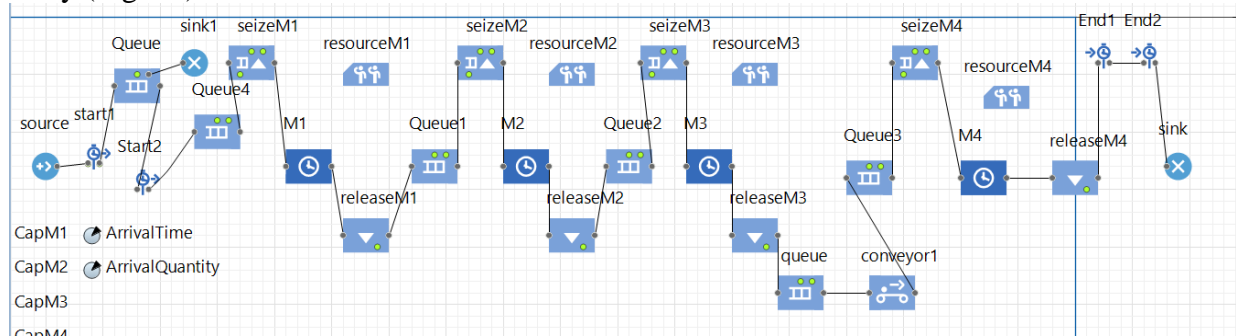 sink1
seizeM1
seizeM2
seizeM3
seizeM4
End1
End2
Queue
resourceM1
resourceM2
resourceM3
resourceM4
Queue4
source
start1
Start2
M1
Queue1
M2
Queue2
M3
Queue3
M4
releaseM4
sink
releaseM1
releaseM2
releaseM3
CapM1
ArrivalTime
queue
conveyor1
CapM2
ArrivalQuantity
CapM3
CapM4